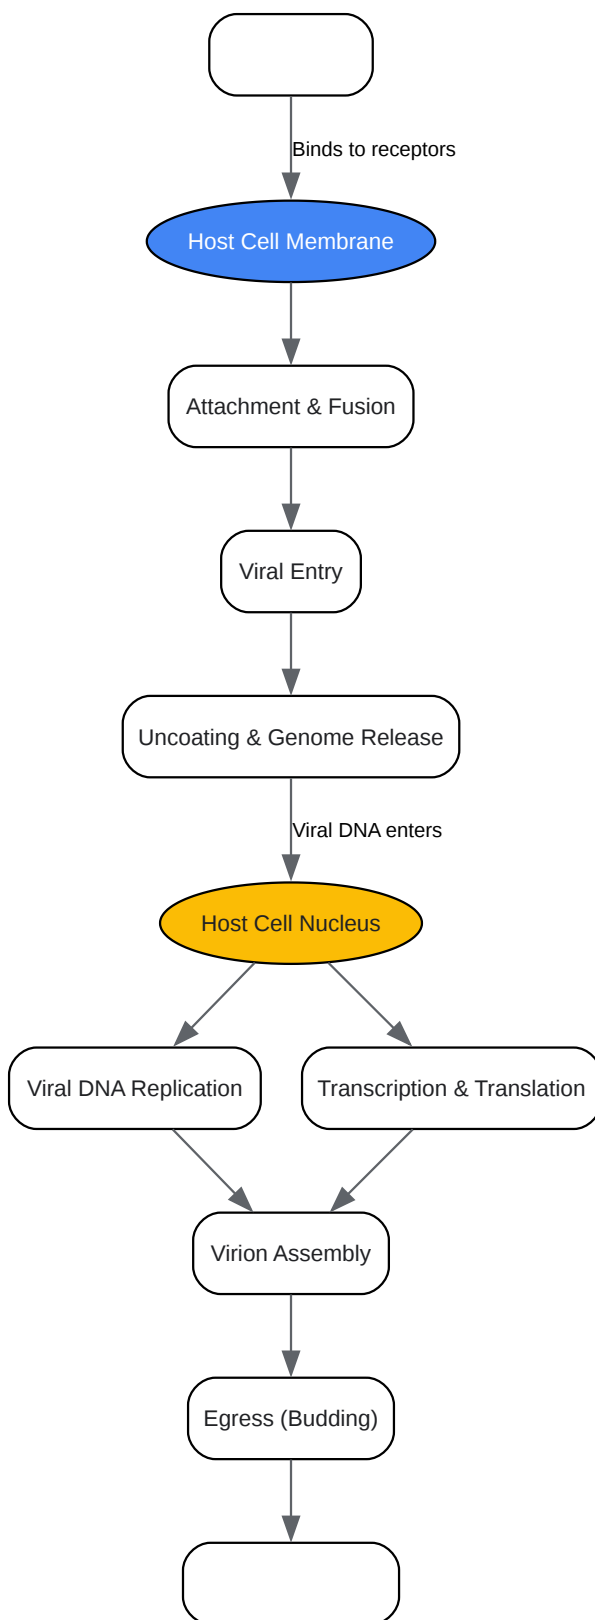 Binds to receptors
Host Cell Membrane
Attachment & Fusion
Viral Entry
Uncoating & Genome Release
Viral DNA enters
Host Cell Nucleus
Viral DNA Replication
Transcription & Translation
Virion Assembly
Egress (Budding)